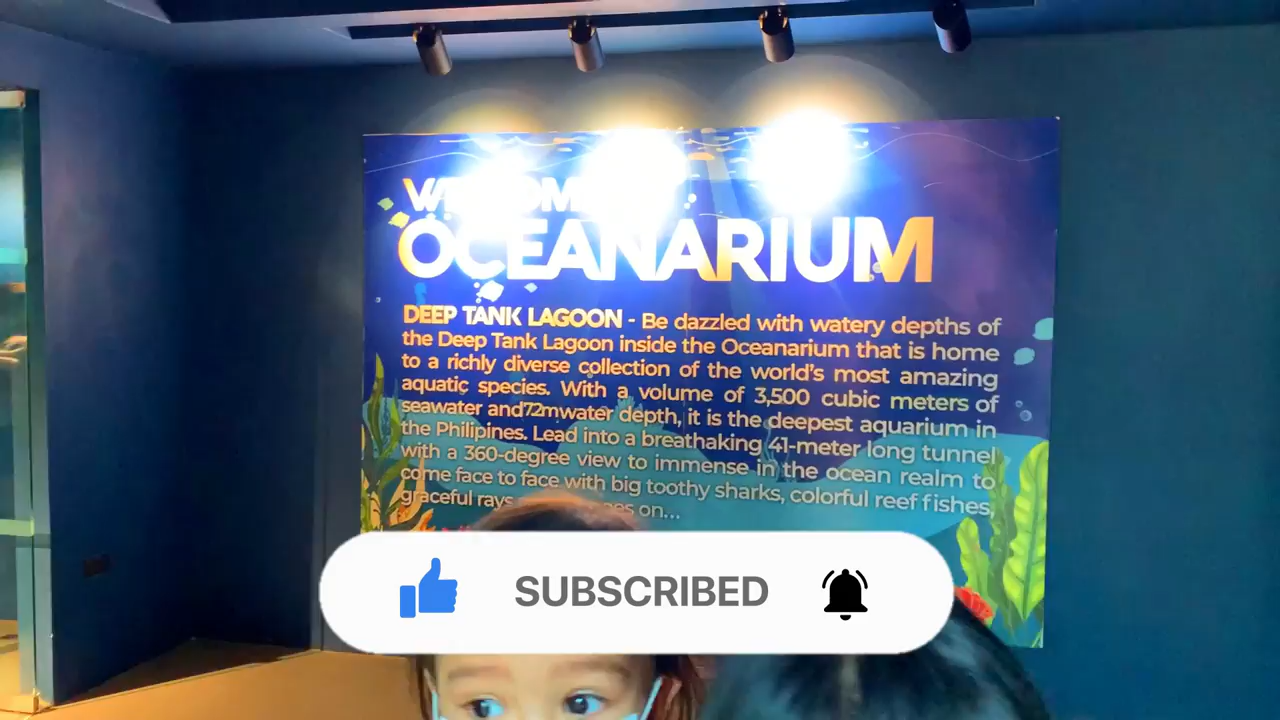 OCEANARIUM
DEEP TANK LAGOON - Be dazzled with watery depths of
the Deep Tank Lagoon inside the Oceanarium that is home
to a richly diverse collection of the world's most amazing
aquatic species. With a volume of 3,500 cubic meters of
seawater and 72m water depth, it is the deepest aquarium in
the Philipines. Lead into a breathaking 41-meter long tunnel
with a 360-degree view to immense in the ocean realm to
come face to face with big toothy sharks, colorful reef fishes,
graceful rays on...
SUBSCRIBED